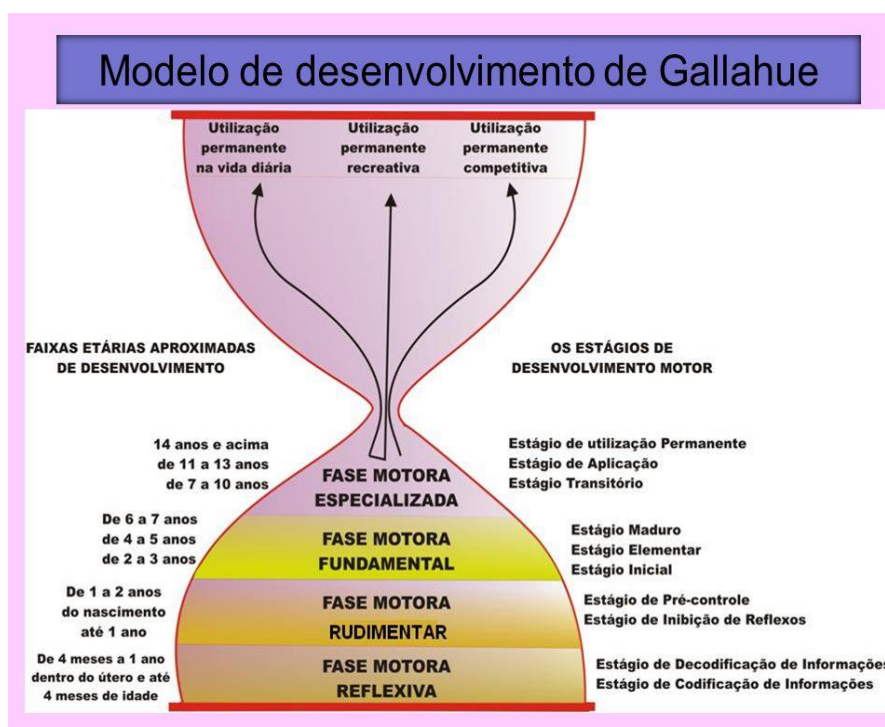 Modelo de desenvolvimento de Gallahue
Utilização
permanente
na vida diária
Utilização
permanente
recreativa
Utilização
permanente
competitiva
FAIXAS ETÁRIAS APROXIMADAS
DE DESENVOLVIMENTO
OS ESTÁGIOS DE
DESENVOLVIMENTO MOTOR
14 anos e acima
de 11 a 13 anos
de 7 a 10 anos
FASE MOTORA
ESPECIALIZADA
Estágio de utilização Permanente
Estágio de Aplicação
Estágio Transitório
De 6 a 7 anos
de 4 a 5 anos
de 2 a 3 anos
FASE MOTORA
FUNDAMENTAL
Estágio Maduro
Estágio Elementar
Estágio Inicial
De 1 a 2 anos
do nascimento
até 1 ano
FASE MOTORA
RUDIMENTAR
Estágio de Pré-controle
Estágio de Inibição de Reflexos
De 4 meses a 1 ano
dentro do útero e até
4 meses de idade
FASE MOTORA
REFLEXIVA
Estágio de Decodificação de Informações
Estágio de Codificação de Informações